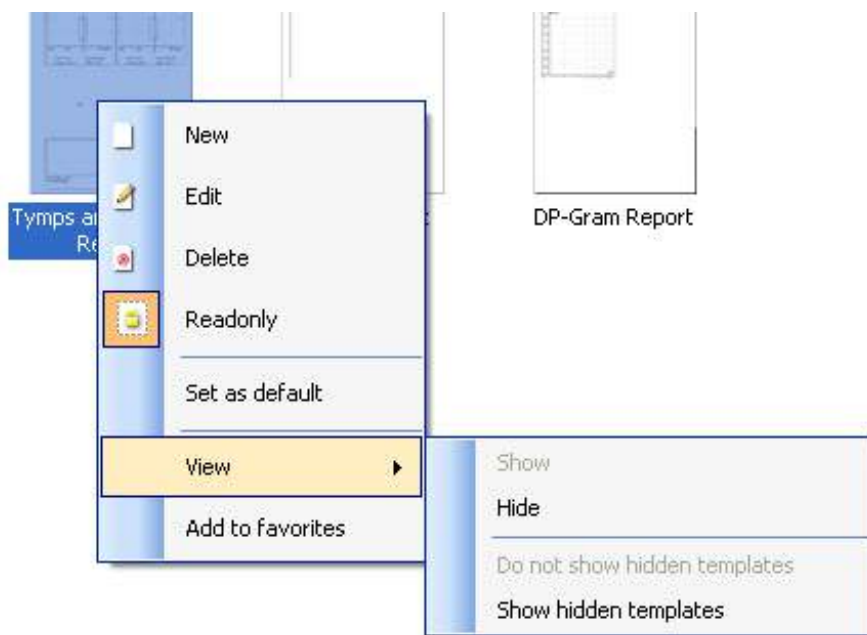 New
Edit
Tymps
DP-Gram Report
Delete
Readonly
Set as default
View
Show
Hide
Add to favorites
Do not show hidden templates
Show hidden templates